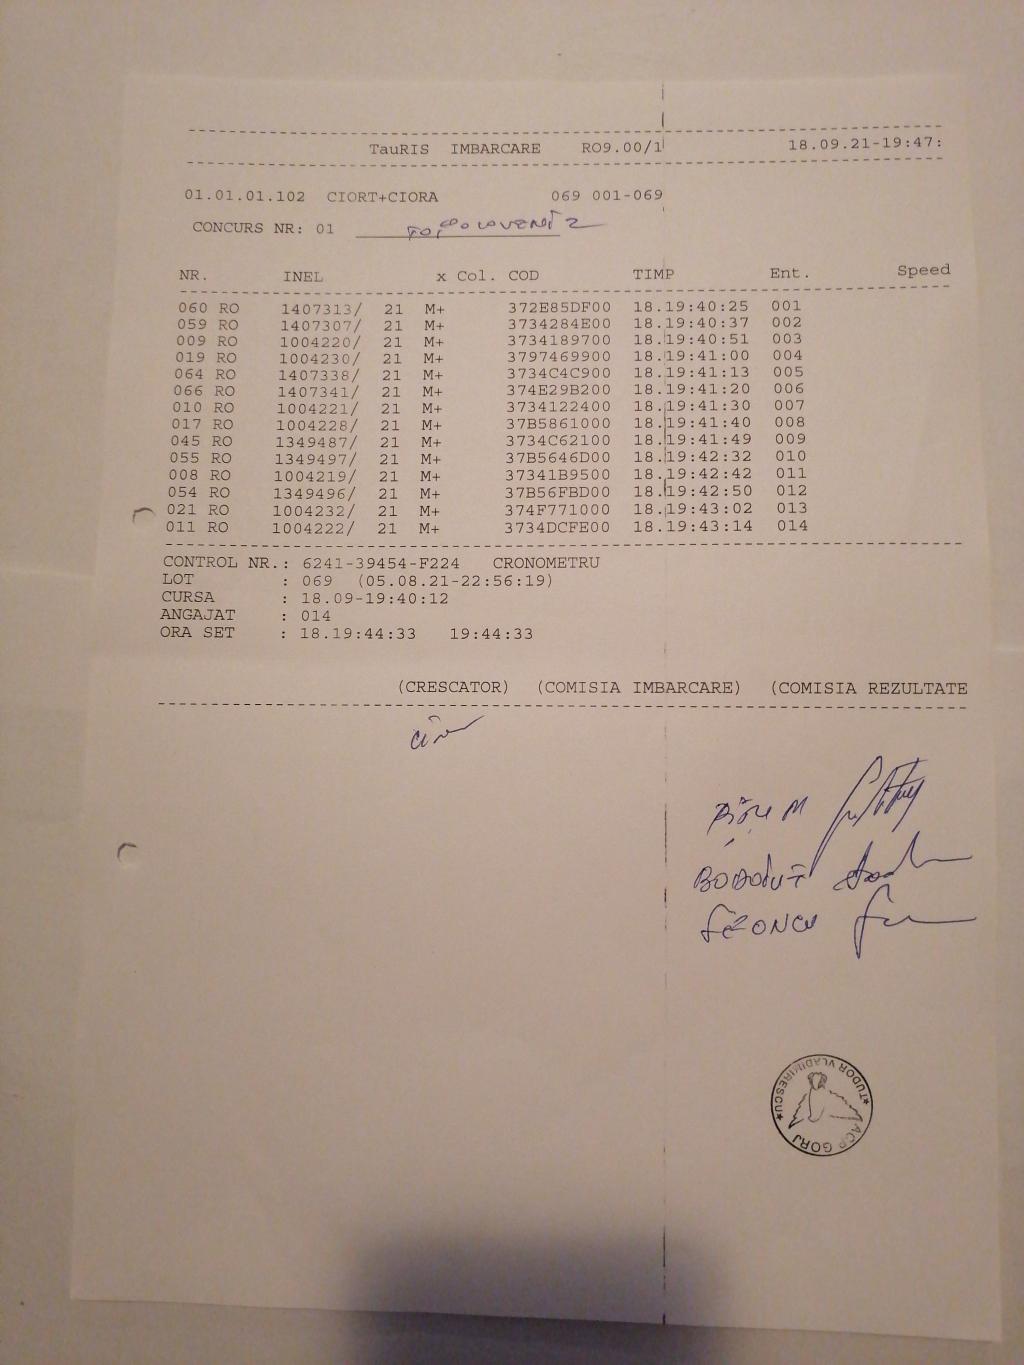 TauRIS IMBARCARE RO9.00/1 18.09.21-19:47:
01.01.01.102 CIORT+CIORA 069 001-069
CONCURS NR: 01
NR. INEL x Col. COD TIMP Ent. Speed
060 RO 1407313/ 21 M+ 372E85DF00 18.19:40:25 001
059 RO 1407307/ 21 M+ 3734284E00 18.19:40:37 002
009 RO 1004220/ 21 M+ 3734189700 18.19:40:51 003
019 RO 1004230/ 21 M+ 3797469900 18.19:41:00 004
064 RO 1407338/ 21 M+ 3734C4C900 18.19:41:13 005
066 RO 1407341/ 21 M+ 374E29B200 18.19:41:20 006
010 RO 1004221/ 21 M+ 3734122400 18.19:41:30 007
017 RO 1004228/ 21 M+ 37B5861000 18.19:41:40 008
045 RO 1349487/ 21 M+ 3734C62100 18.19:41:49 009
055 RO 1349497/ 21 M+ 37B5646D00 18.19:42:32 010
008 RO 1004219/ 21 M+ 37341B9500 18.19:42:42 011
054 RO 1349496/ 21 M+ 37B56FBD00 18.19:42:50 012
021 RO 1004232/ 21 M+ 374F771000 18.19:43:02 013
011 RO 1004222/ 21 M+ 3734DCFE00 18.19:43:14 014
CONTROL NR.: 6241-39454-F224 CRONOMETRU
LOT : 069 (05.08.21-22:56:19)
CURSA : 18.09-19:40:12
ANGAJAT : 014
ORA SET : 18.19:44:33 19:44:33
(CRESCATOR) (COMISIA IMBARCARE) (COMISIA REZULTATE
*TUDOR VLADIMIRESCU*
ACP GORJ